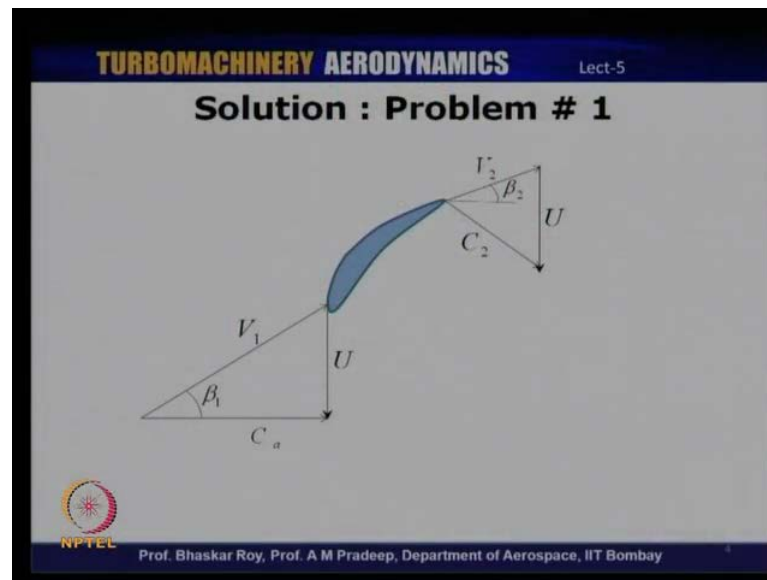 TURBOMACHINERY AERODYNAMICS Lect-5
Solution : Problem # 1
V₂
β₂
U
C₂
V₁
U
β₁
Cₐ
NPTEL
Prof. Bhaskar Roy, Prof. A M Pradeep, Department of Aerospace, IIT Bombay
4